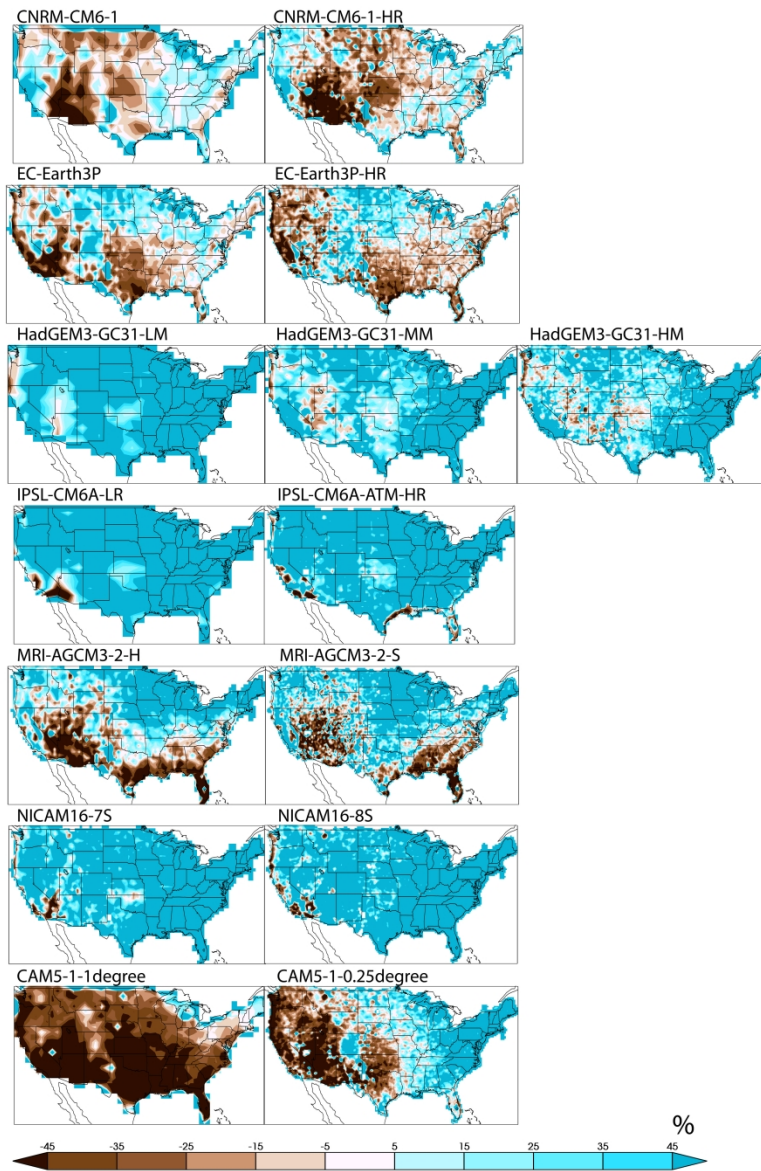 CNRM-CM6-1 CNRM-CM6-1-HR
EC-Earth3P EC-Earth3P-HR
HadGEM3-GC31-LM HadGEM3-GC31-MM HadGEM3-GC31-HM
IPSL-CM6A-LR IPSL-CM6A-ATM-HR
MRI-AGCM3-2-H MRI-AGCM3-2-S
NICAM16-7S NICAM16-8S
CAM5-1-1degree CAM5-1-0.25degree
%
-45 -35 -25 -15 -5 5 15 25 35 45